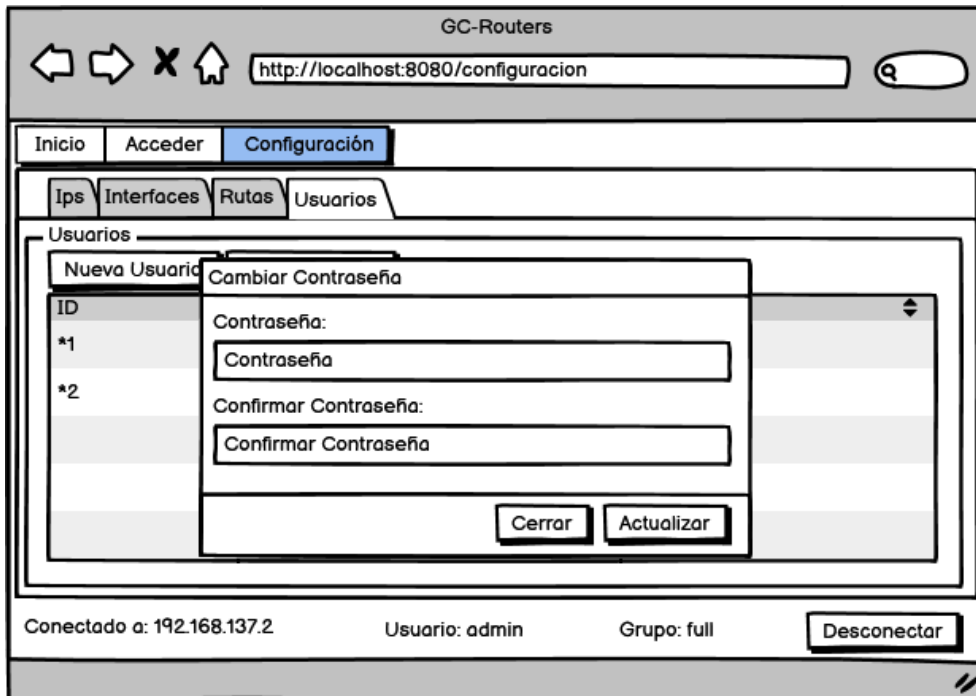 GC-Routers
http://localhost:8080/configuracion
Inicio Acceder Configuración
Ips Interfaces Rutas Usuarios
Usuarios
Nueva Usuario
Cambiar Contraseña
ID
Contraseña:
*1
Contraseña
*2
Confirmar Contraseña:
Confirmar Contraseña
Cerrar Actualizar
Conectado a: 192.168.137.2 Usuario: admin Grupo: full Desconectar